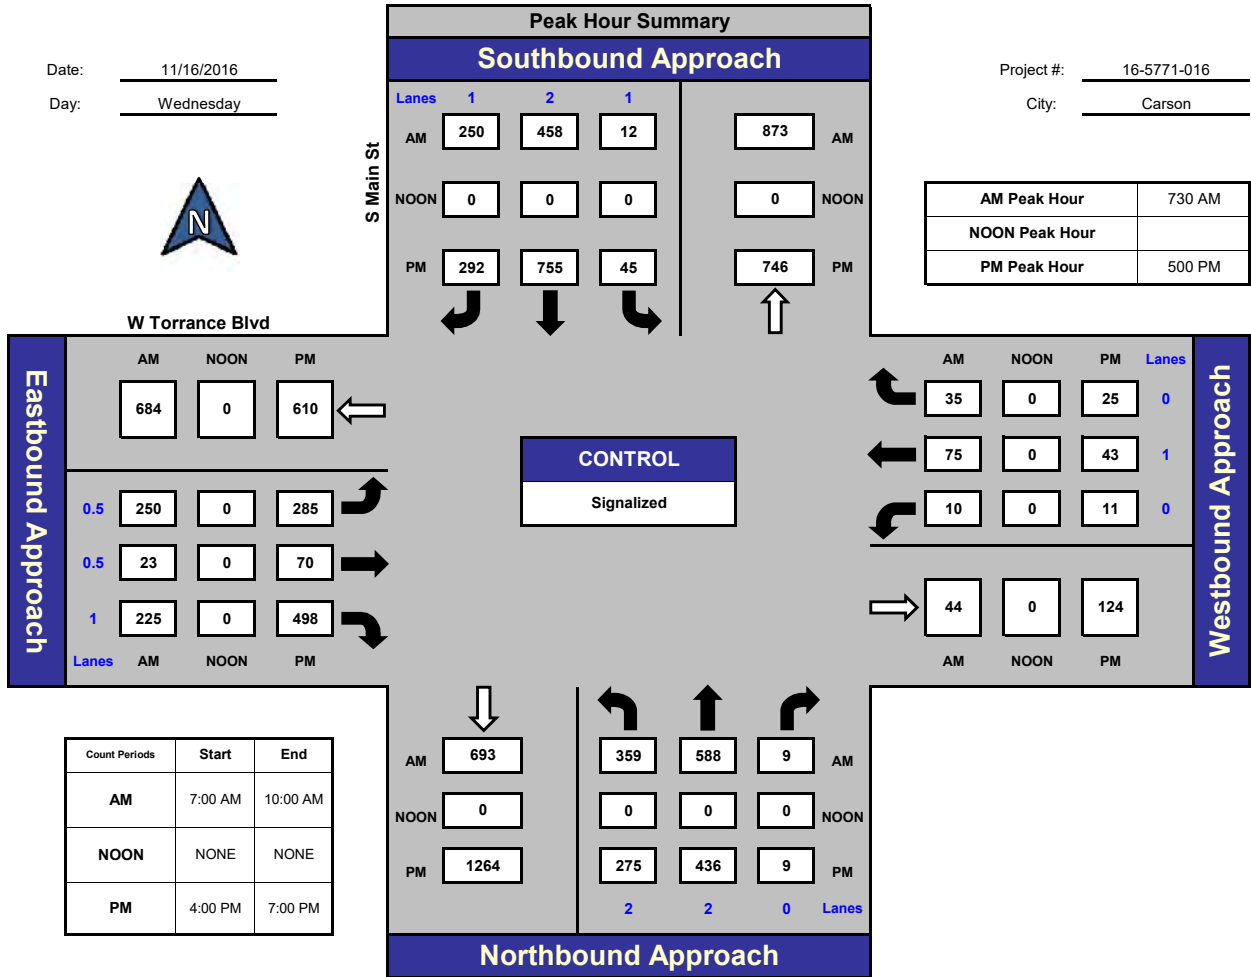 Peak Hour Summary
Southbound Approach
Date: 11/16/2016
Day: Wednesday
Project #: 16-5771-016
City: Carson
N
S Main St
Lanes 1 2 1
AM 250 458 12 873 AM
NOON 0 0 0 0 NOON
PM 292 755 45 746 PM
AM Peak Hour 730 AM
NOON Peak Hour
PM Peak Hour 500 PM
W Torrance Blvd
Eastbound Approach
AM NOON PM
684 0 610
0.5 250 0 285
0.5 23 0 70
1 225 0 498
Lanes AM NOON PM
CONTROL
Signalized
AM NOON PM Lanes
35 0 25 0
75 0 43 1
10 0 11 0
44 0 124
AM NOON PM
Westbound Approach
Count Periods Start End
AM 7:00 AM 10:00 AM
NOON NONE NONE
PM 4:00 PM 7:00 PM
AM 693 359 588 9 AM
NOON 0 0 0 0 NOON
PM 1264 275 436 9 PM
2 2 0 Lanes
Northbound Approach